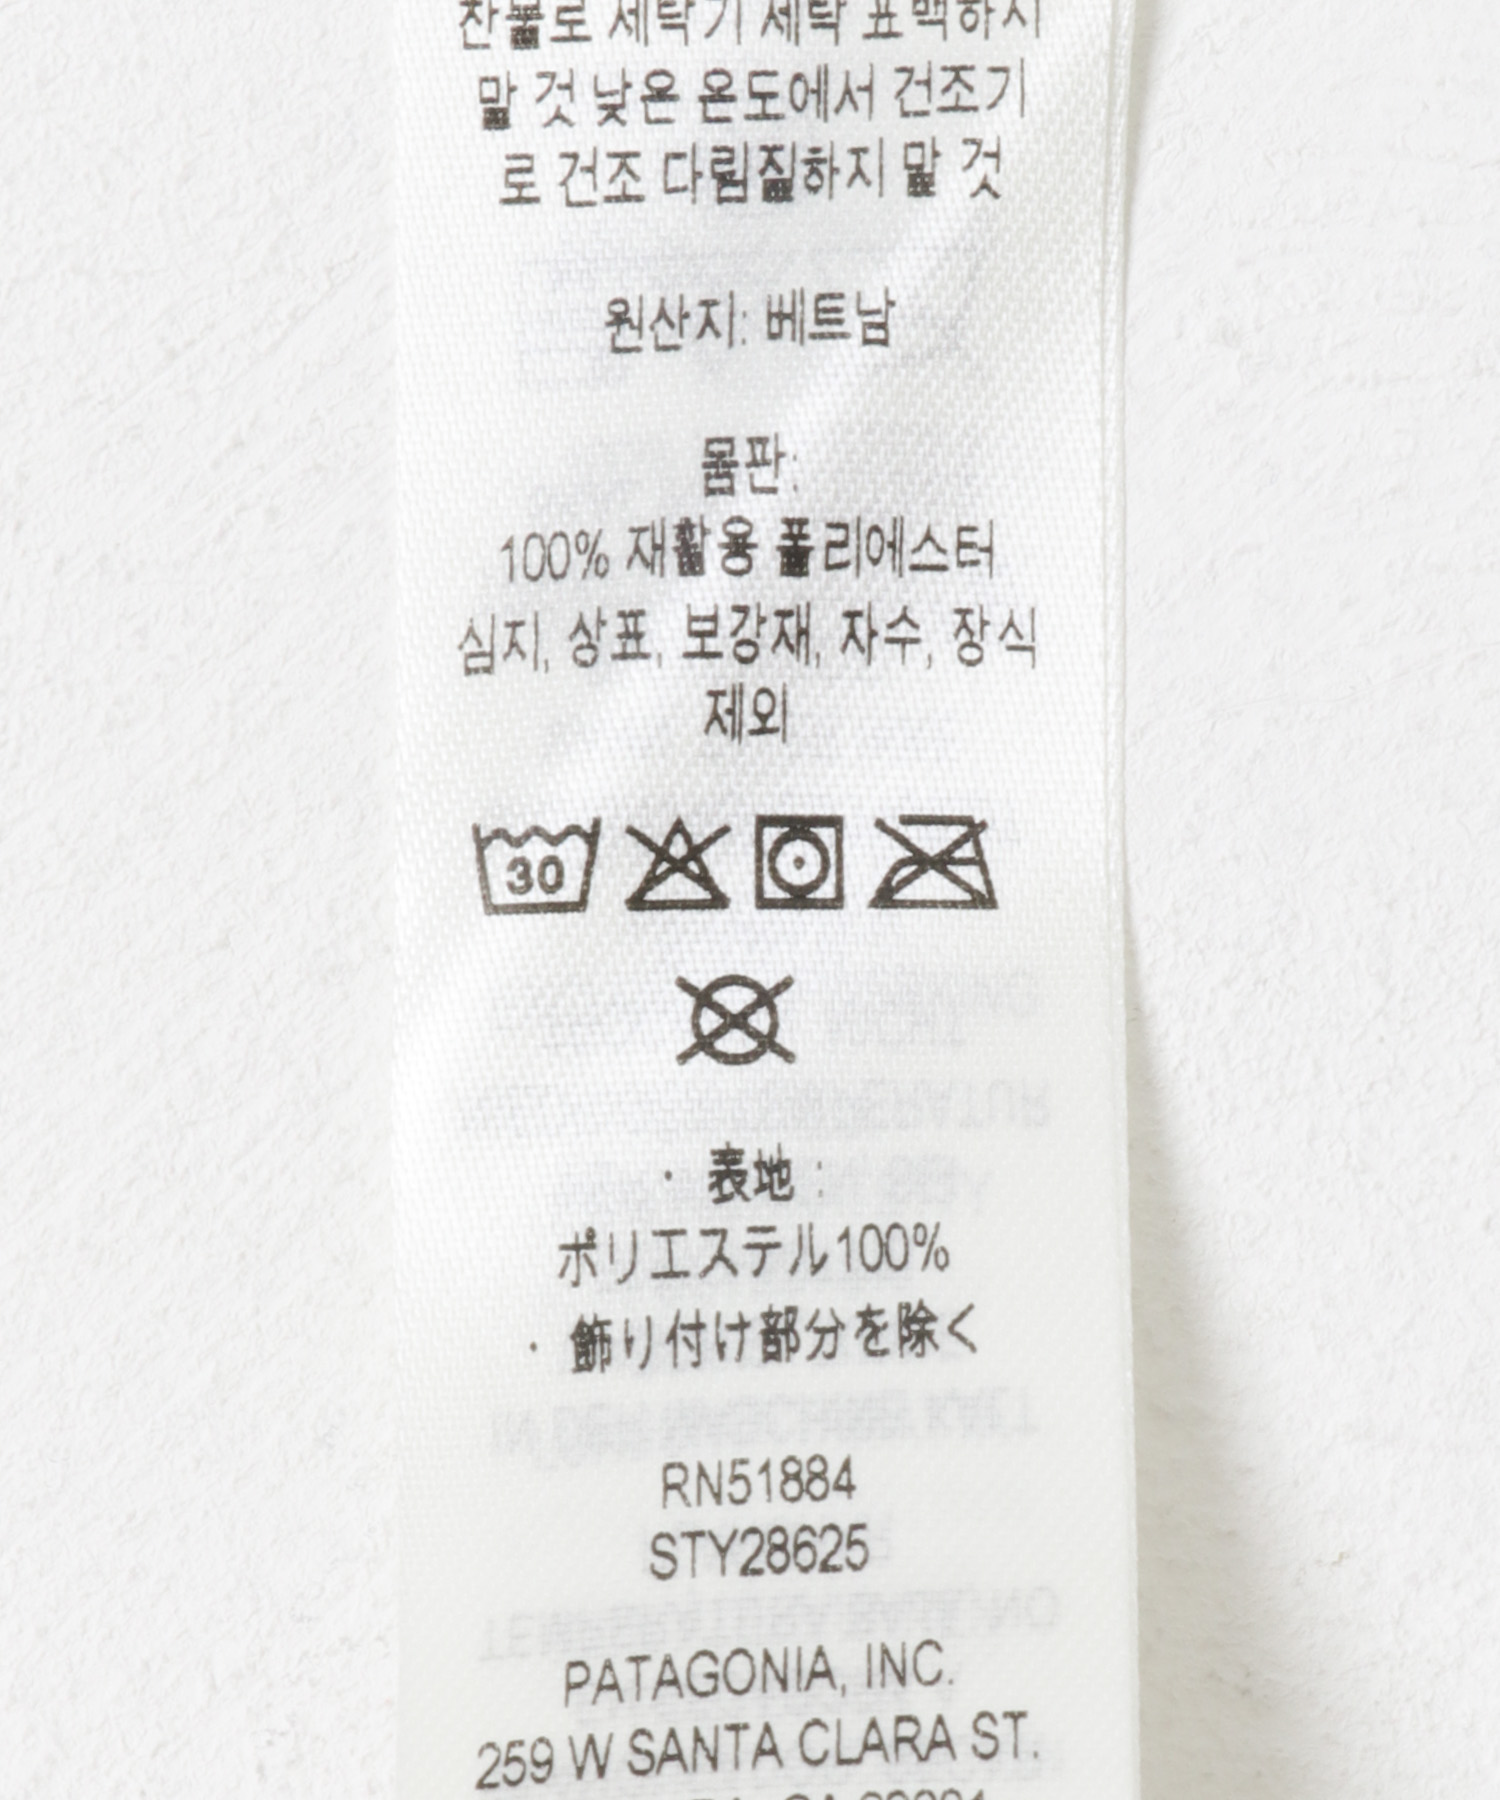 찬물로 세탁기 세탁 표백하지
말 것 낮은 온도에서 건조기
로 건조 다림질하지 말 것
원산지: 베트남
몸판:
100% 재활용 폴리에스터
심지, 상표, 보강재, 자수, 장식
제외
30
・表地:
ポリエステル100%
・飾り付け部分を除く
RN51884
STY28625
PATAGONIA, INC.
259 W SANTA CLARA ST.